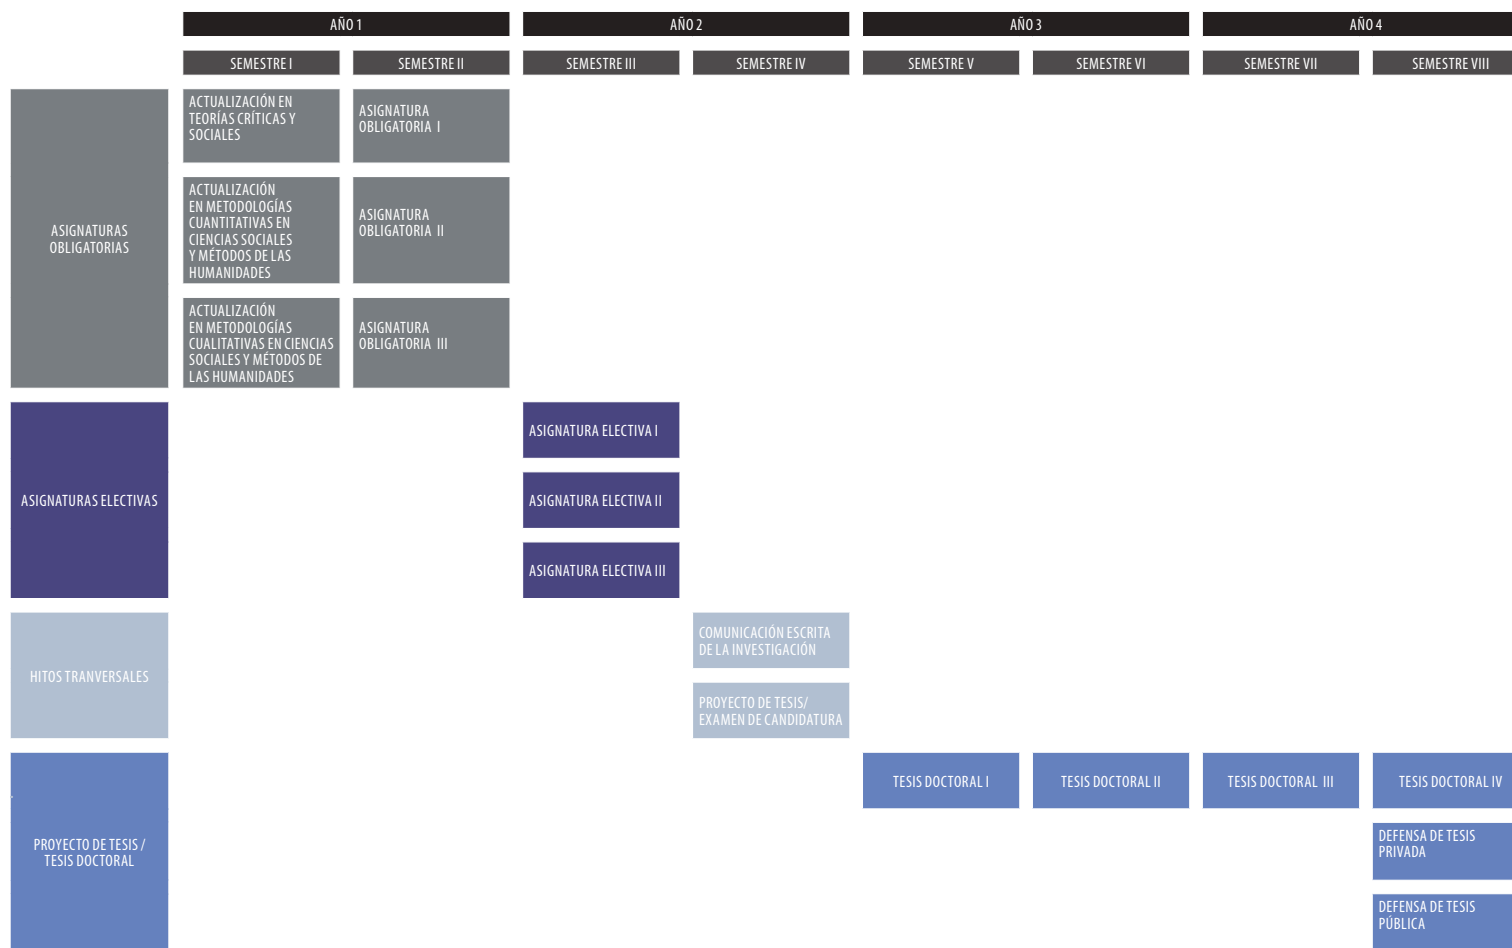 AÑO 1
AÑO 2
AÑO 3
AÑO 4
SEMESTRE I
SEMESTRE II
SEMESTRE III
SEMESTRE IV
SEMESTRE V
SEMESTRE VI
SEMESTRE VII
SEMESTRE VIII
ASIGNATURAS
OBLIGATORIAS
ACTUALIZACIÓN EN
TEORÍAS CRÍTICAS Y
SOCIALES
ASIGNATURA
OBLIGATORIA I
ACTUALIZACIÓN
EN METODOLOGÍAS
CUANTITATIVAS EN
CIENCIAS SOCIALES
Y MÉTODOS DE LAS
HUMANIDADES
ASIGNATURA
OBLIGATORIA II
ACTUALIZACIÓN
EN METODOLOGÍAS
CUALITATIVAS EN CIENCIAS
SOCIALES Y MÉTODOS DE
LAS HUMANIDADES
ASIGNATURA
OBLIGATORIA III
ASIGNATURAS ELECTIVAS
ASIGNATURA ELECTIVA I
ASIGNATURA ELECTIVA II
ASIGNATURA ELECTIVA III
HITOS TRANVERSALES
COMUNICACIÓN ESCRITA
DE LA INVESTIGACIÓN
PROYECTO DE TESIS/
EXAMEN DE CANDIDATURA
PROYECTO DE TESIS /
TESIS DOCTORAL
TESIS DOCTORAL I
TESIS DOCTORAL II
TESIS DOCTORAL III
TESIS DOCTORAL IV
DEFENSA DE TESIS
PRIVADA
DEFENSA DE TESIS
PÚBLICA